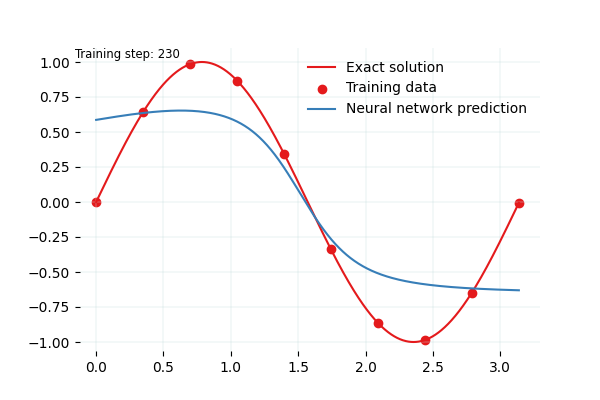 Training step: 230
Exact solution
Training data
Neural network prediction
1.00
0.75
0.50
0.25
0.00
−0.25
−0.50
−0.75
−1.00
0.0 0.5 1.0 1.5 2.0 2.5 3.0